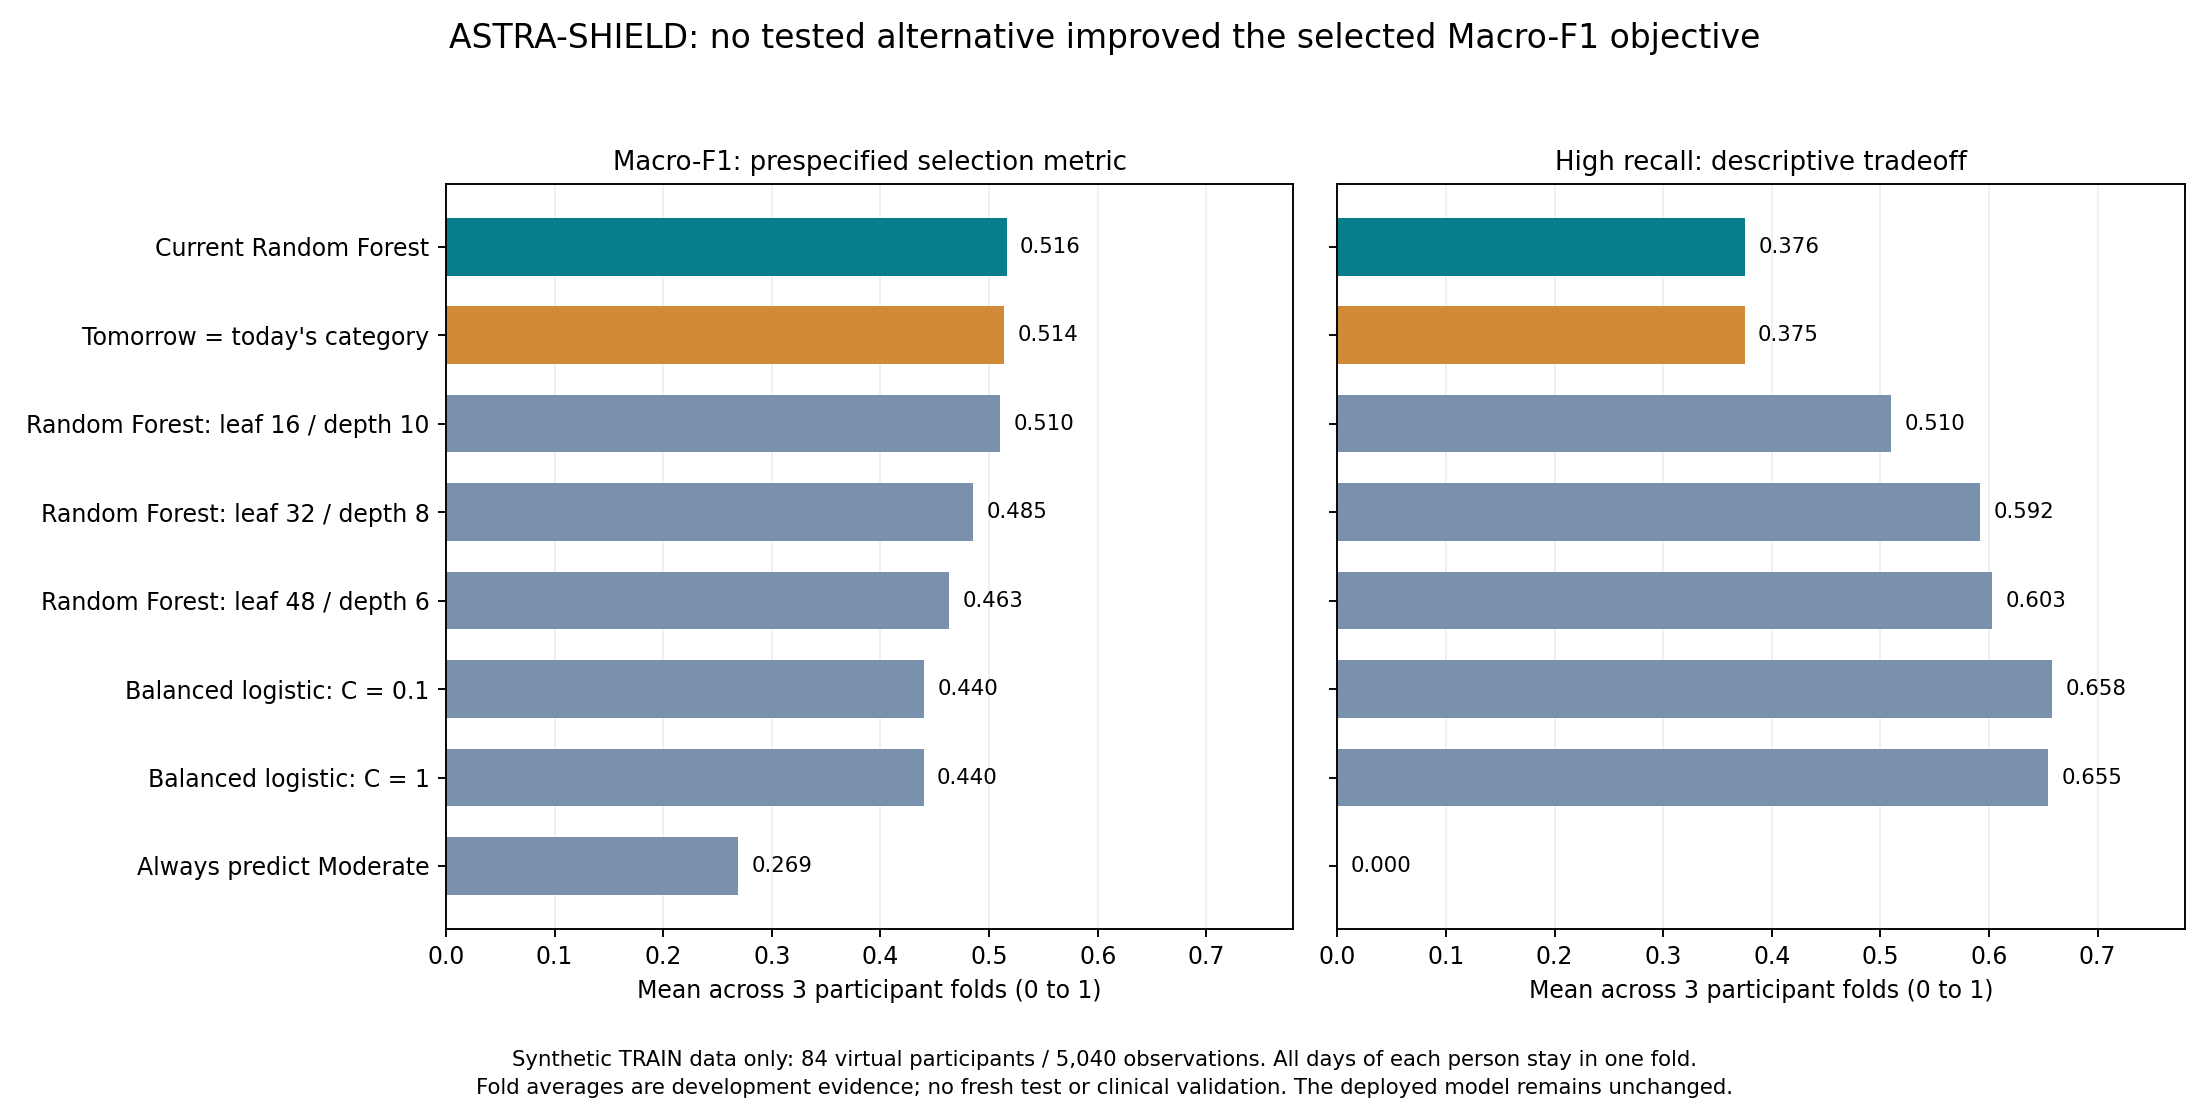 ASTRA-SHIELD: no tested alternative improved the selected Macro-F1 objective
Macro-F1: prespecified selection metric
High recall: descriptive tradeoff
Current Random Forest
0.516
0.376
Tomorrow = today's category
0.514
0.375
Random Forest: leaf 16 / depth 10
0.510
0.510
Random Forest: leaf 32 / depth 8
0.485
0.592
Random Forest: leaf 48 / depth 6
0.463
0.603
Balanced logistic: C = 0.1
0.440
0.658
Balanced logistic: C = 1
0.440
0.655
Always predict Moderate
0.269
0.000
0.0 0.1 0.2 0.3 0.4 0.5 0.6 0.7
0.0 0.1 0.2 0.3 0.4 0.5 0.6 0.7
Mean across 3 participant folds (0 to 1)
Mean across 3 participant folds (0 to 1)
Synthetic TRAIN data only: 84 virtual participants / 5,040 observations. All days of each person stay in one fold.
Fold averages are development evidence; no fresh test or clinical validation. The deployed model remains unchanged.